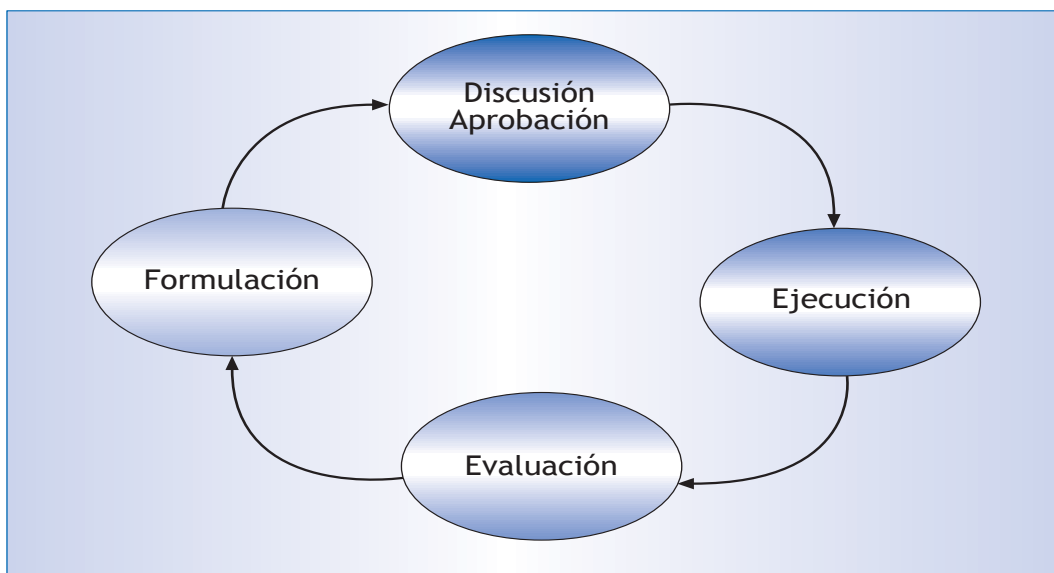 Discusión
Aprobación
Formulación
Ejecución
Evaluación